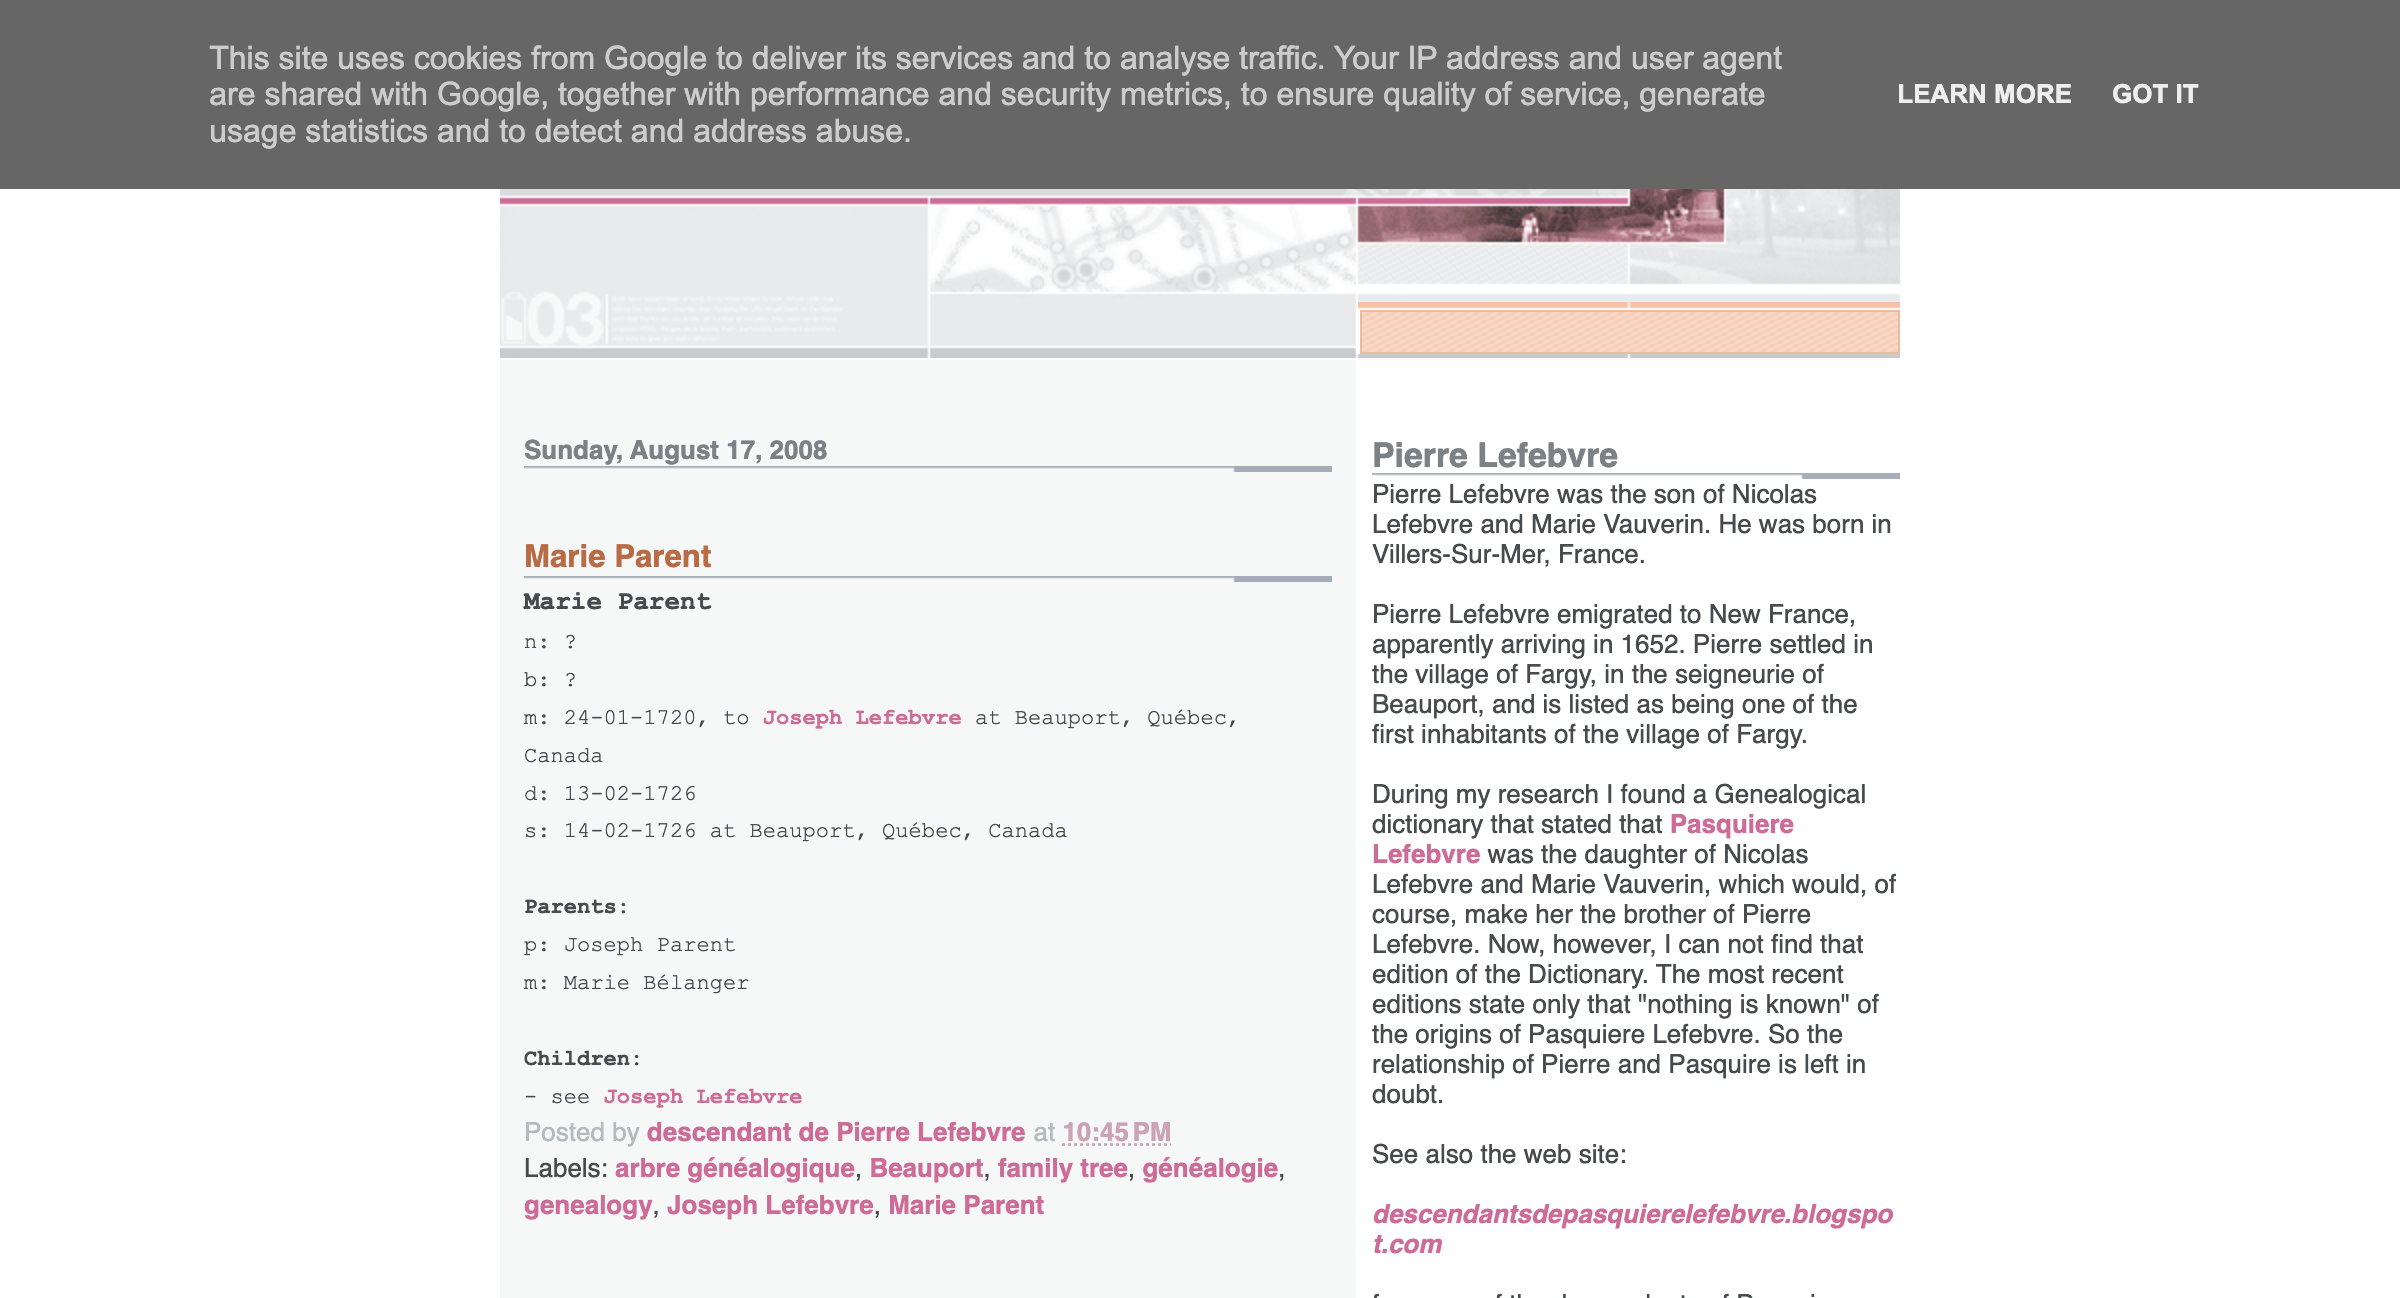 This site uses cookies from Google to deliver its services and to analyse traffic. Your IP address and user agent
are shared with Google, together with performance and security metrics, to ensure quality of service, generate
usage statistics and to detect and address abuse.
LEARN MORE GOT IT
03
Sunday, August 17, 2008
Marie Parent
Marie Parent
n: ?
b: ?
m: 24-01-1720, to Joseph Lefebvre at Beauport, Québec,
Canada
d: 13-02-1726
s: 14-02-1726 at Beauport, Québec, Canada
Parents:
p: Joseph Parent
m: Marie Bélanger
Children:
- see Joseph Lefebvre
Posted by descendant de Pierre Lefebvre at 10:45 PM
Labels: arbre généalogique, Beauport, family tree, généalogie,
genealogy, Joseph Lefebvre, Marie Parent
Pierre Lefebvre
Pierre Lefebvre was the son of Nicolas
Lefebvre and Marie Vauverin. He was born in
Villers-Sur-Mer, France.
Pierre Lefebvre emigrated to New France,
apparently arriving in 1652. Pierre settled in
the village of Fargy, in the seigneurie of
Beauport, and is listed as being one of the
first inhabitants of the village of Fargy.
During my research I found a Genealogical
dictionary that stated that Pasquiere
Lefebvre was the daughter of Nicolas
Lefebvre and Marie Vauverin, which would, of
course, make her the brother of Pierre
Lefebvre. Now, however, I can not find that
edition of the Dictionary. The most recent
editions state only that "nothing is known" of
the origins of Pasquiere Lefebvre. So the
relationship of Pierre and Pasquire is left in
doubt.
See also the web site:
descendantsdepasquierelefebvre.blogspo
t.com